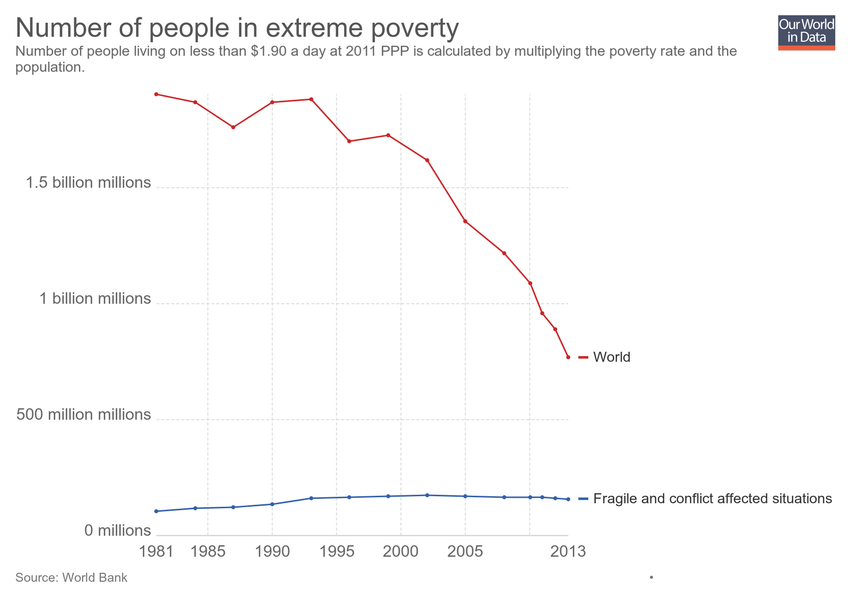 Number of people in extreme poverty
Our World
in Data
Number of people living on less than $1.90 a day at 2011 PPP is calculated by multiplying the poverty rate and the
population.
1.5 billion millions
1 billion millions
World
500 million millions
Fragile and conflict affected situations
0 millions
1981 1985 1990 1995 2000 2005 2013
Source: World Bank